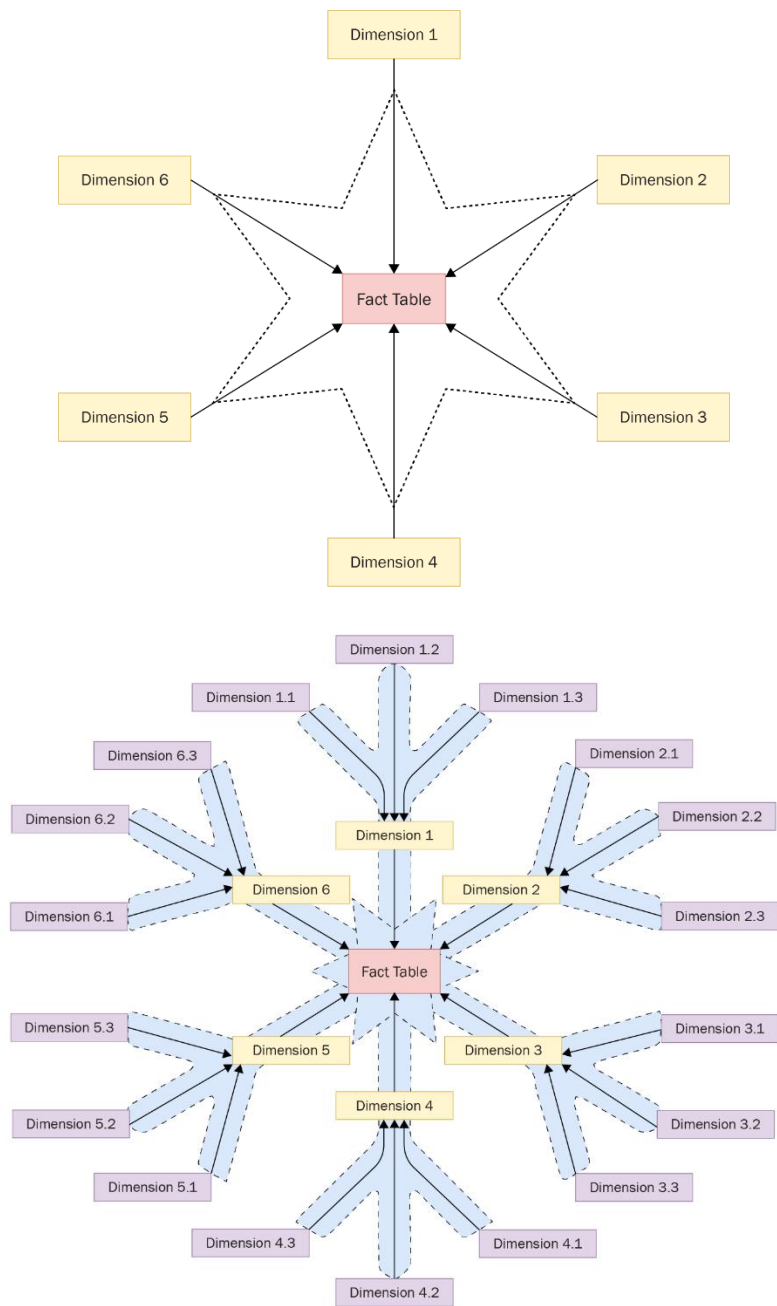 Dimension 1
Dimension 6
Dimension 2
Fact Table
Dimension 5
Dimension 3
Dimension 4
Dimension 1.2
Dimension 1.1
Dimension 1.3
Dimension 6.3
Dimension 2.1
Dimension 6.2
Dimension 2.2
Dimension 1
Dimension 6
Dimension 2
Dimension 6.1
Dimension 2.3
Fact Table
Dimension 5.3
Dimension 3.1
Dimension 5
Dimension 3
Dimension 4
Dimension 5.2
Dimension 3.2
Dimension 5.1
Dimension 3.3
Dimension 4.3
Dimension 4.1
Dimension 4.2